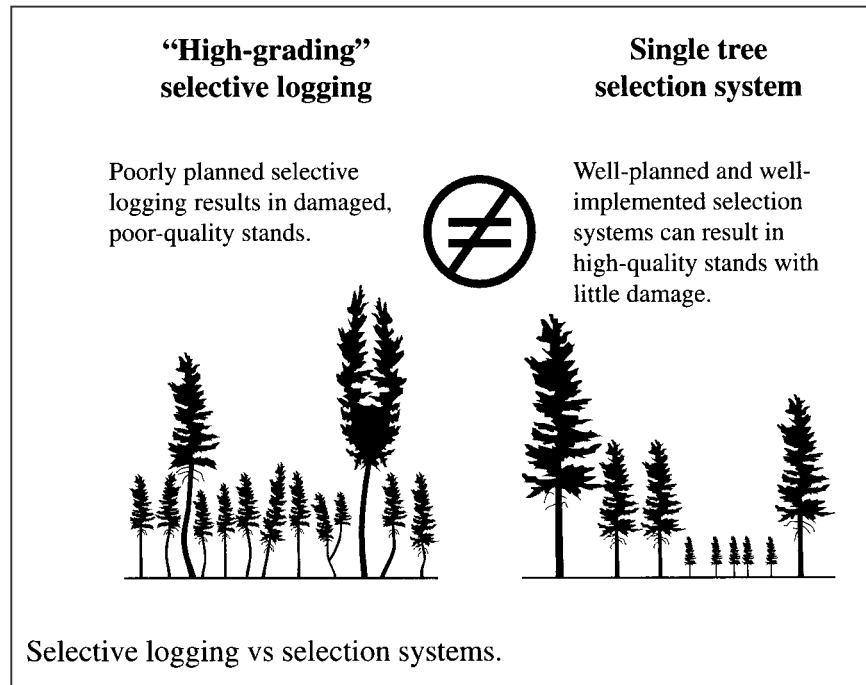 “High-grading”
selective logging
Poorly planned selective
logging results in damaged,
poor-quality stands.
≠
Single tree
selection system
Well-planned and well-
implemented selection
systems can result in
high-quality stands with
little damage.
Selective logging vs selection systems.